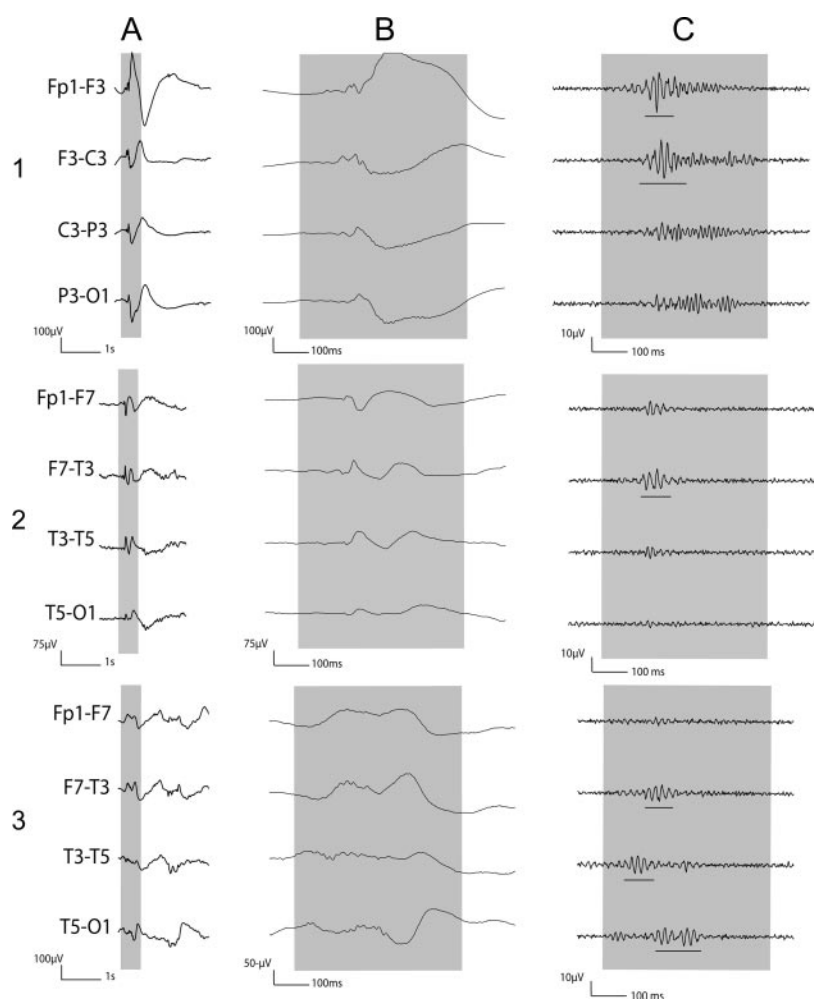 A B C
1
Fp1-F3
F3-C3
C3-P3
P3-O1
100µV 1s 100µV 100ms 10µV 100 ms
2
Fp1-F7
F7-T3
T3-T5
T5-O1
75µV 1s 75µV 100ms 10µV 100 ms
3
Fp1-F7
F7-T3
T3-T5
T5-O1
100µV 1s 50-µV 100ms 10µV 100 ms